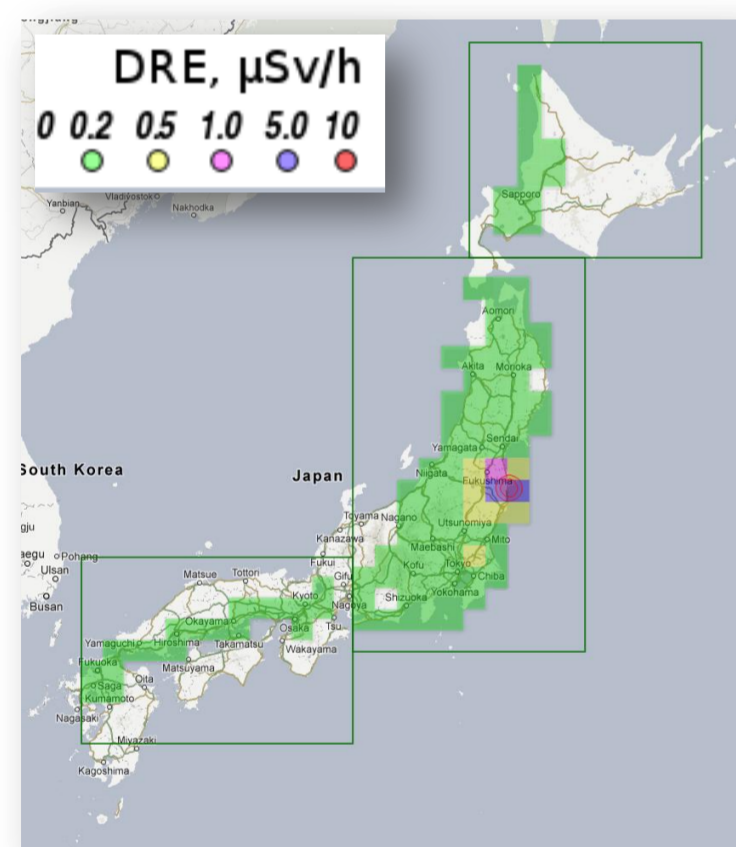 DRE, µSv/h
0 0.2 0.5 1.0 5.0 10
Yanbian
Vladivostok
Nakhodka
Sapporo
Aomori
Akita Morioka
Sendai
Yamagata
South Korea
Japan
Niigata
Fukushima
Toyama Nagano
Utsunomiya
gju
Kanazawa
Mito
Maebashi
aegu Pohang
Fukui
Ulsan
Gifu
Kofu Tokyo
Matsue Tottori
Chiba
Busan
Kyoto
Nagoya
Shizuoka
Yokohama
Okayama
Osaka
Tsu
Yamaguchi Hiroshima
Takamatsu
Wakayama
Fukuoka
Matsuyama
Oita
Saga
Kumamoto
Nagasaki
Miyazaki
Kagoshima